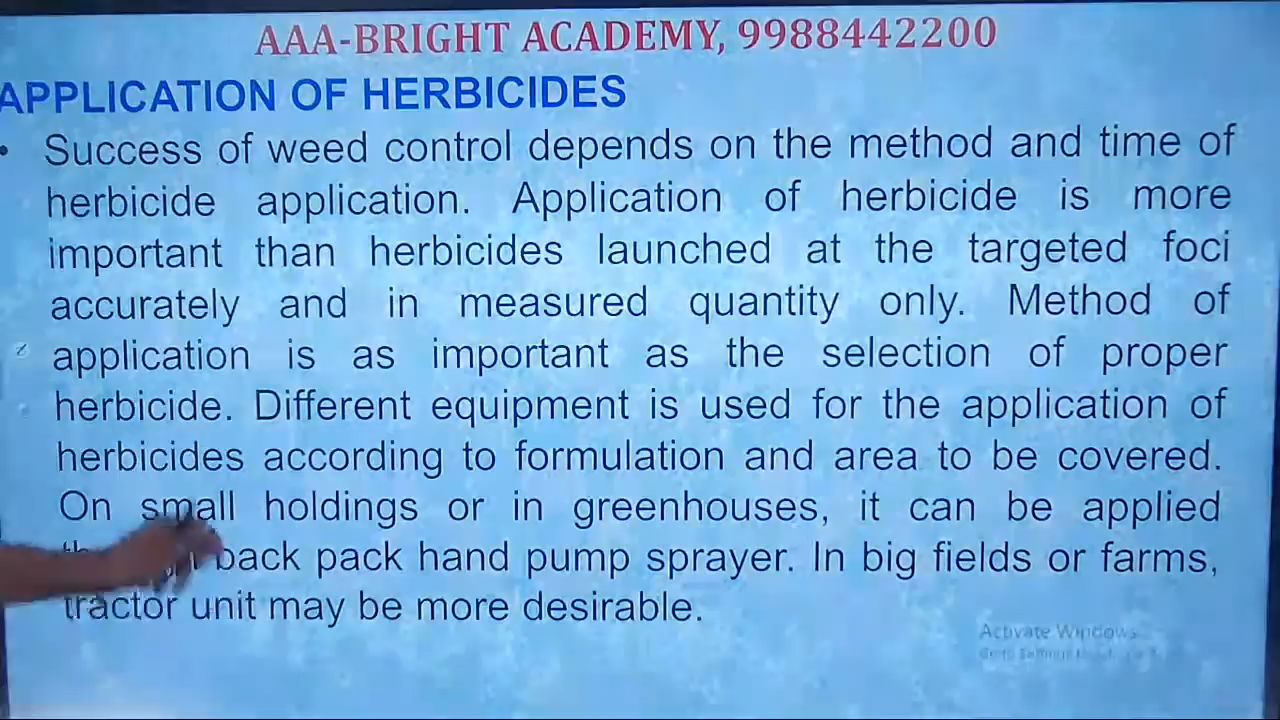 AAA-BRIGHT ACADEMY, 9988442200
APPLICATION OF HERBICIDES
• Success of weed control depends on the method and time of
herbicide application. Application of herbicide is more
important than herbicides launched at the targeted foci
accurately and in measured quantity only. Method of
application is as important as the selection of proper
herbicide. Different equipment is used for the application of
herbicides according to formulation and area to be covered.
On small holdings or in greenhouses, it can be applied
back pack hand pump sprayer. In big fields or farms,
tractor unit may be more desirable.
Activate Windows